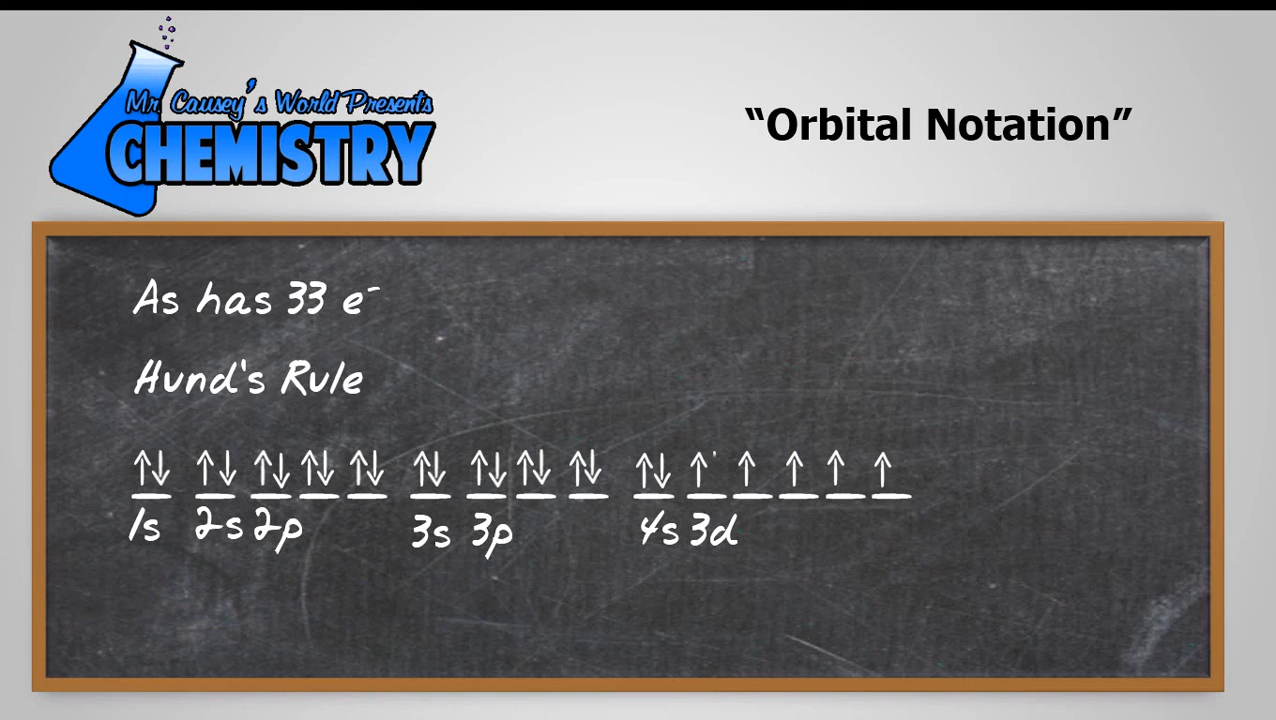 Mr. Causey's World Presents
CHEMISTRY
“Orbital Notation”
As has 33 e⁻
Hund's Rule
↑↓ ↑↓ ↑↓ ↑↓ ↑↓ ↑↓ ↑↓ ↑↓ ↑↓ ↑↓ ↑ ↑ ↑ ↑ ↑
1s 2s 2p 3s 3p 4s 3d